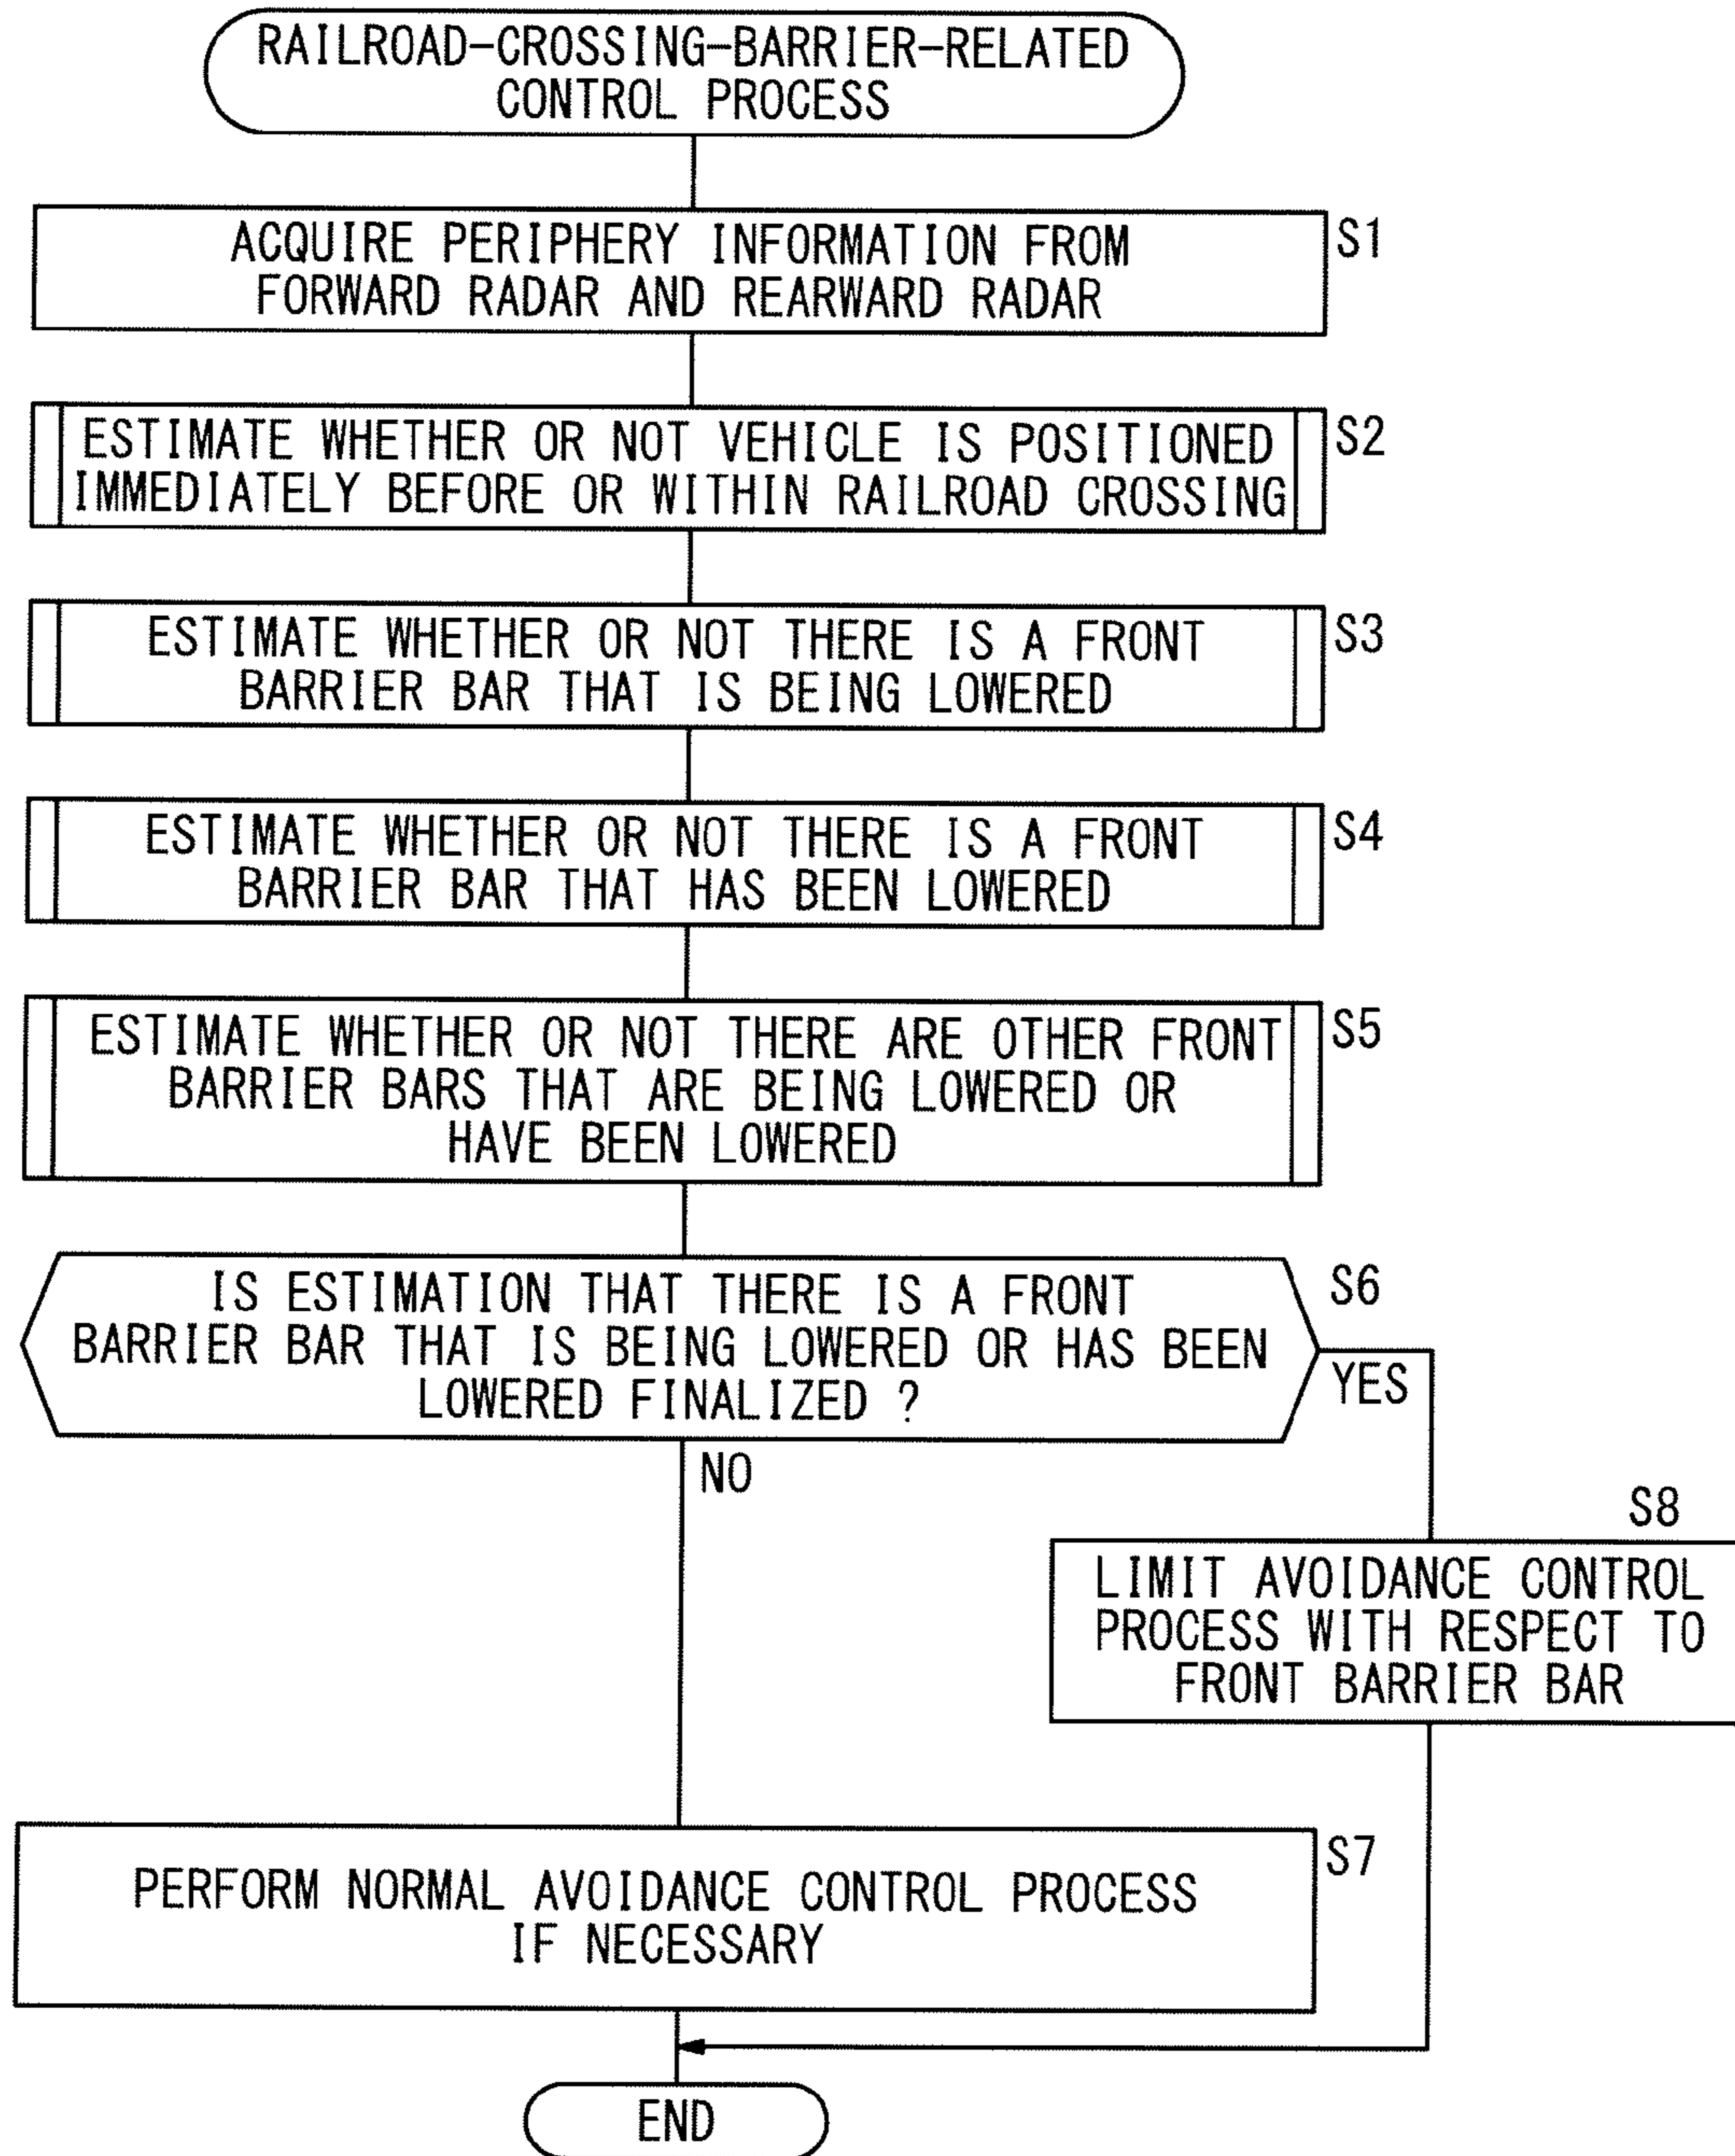 RAILROAD-CROSSING-BARRIER-RELATED
CONTROL PROCESS
ACQUIRE PERIPHERY INFORMATION FROM
FORWARD RADAR AND REARWARD RADAR
S1
ESTIMATE WHETHER OR NOT VEHICLE IS POSITIONED
IMMEDIATELY BEFORE OR WITHIN RAILROAD CROSSING
S2
ESTIMATE WHETHER OR NOT THERE IS A FRONT
BARRIER BAR THAT IS BEING LOWERED
S3
ESTIMATE WHETHER OR NOT THERE IS A FRONT
BARRIER BAR THAT HAS BEEN LOWERED
S4
ESTIMATE WHETHER OR NOT THERE ARE OTHER FRONT
BARRIER BARS THAT ARE BEING LOWERED OR
HAVE BEEN LOWERED
S5
IS ESTIMATION THAT THERE IS A FRONT
BARRIER BAR THAT IS BEING LOWERED OR HAS BEEN
LOWERED FINALIZED ?
S6
YES
NO
S8
LIMIT AVOIDANCE CONTROL
PROCESS WITH RESPECT TO
FRONT BARRIER BAR
PERFORM NORMAL AVOIDANCE CONTROL PROCESS
IF NECESSARY
S7
END